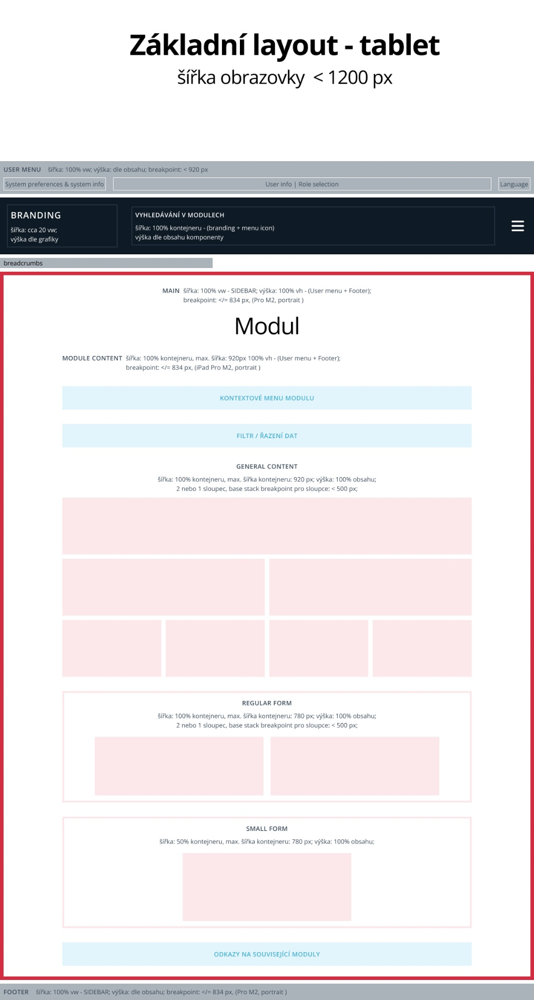 Základní layout - tablet
šířka obrazovky < 1200 px
USER MENU šířka: 100% vw; výška: dle obsahu; breakpoint: < 920 px
System preferences & system info
User info | Role selection
Language
BRANDING
šířka: cca 20 vw;
výška dle grafiky
VYHLEDÁVÁNÍ V MODULECH
šířka: 100% kontejneru - (branding + menu icon)
výška dle obsahu komponenty
breadcrumbs
MAIN šířka: 100% vw - SIDEBAR; výška: 100% vh - (User menu + Footer);
breakpoint: </= 834 px, (Pro M2, portrait )
Modul
MODULE CONTENT šířka: 100% kontejneru, max. šířka: 920px 100% vh - (User menu + Footer);
breakpoint: </= 834 px, (iPad Pro M2, portrait )
KONTEXTOVÉ MENU MODULU
FILTR / ŘAZENÍ DAT
GENERAL CONTENT
šířka: 100% kontejneru, max. šířka kontejneru: 920 px; výška: 100% obsahu;
2 nebo 1 sloupec, base stack breakpoint pro sloupce: < 500 px;
REGULAR FORM
šířka: 100% kontejneru, max. šířka kontejneru: 780 px; výška: 100% obsahu;
2 nebo 1 sloupec, base stack breakpoint pro sloupce: < 500 px;
SMALL FORM
šířka: 50% kontejneru, max. šířka kontejneru: 780 px; výška: 100% obsahu;
ODKAZY NA SOUVISEJÍCÍ MODULY
FOOTER šířka: 100% vw - SIDEBAR; výška: dle obsahu; breakpoint: </= 834 px, (Pro M2, portrait )